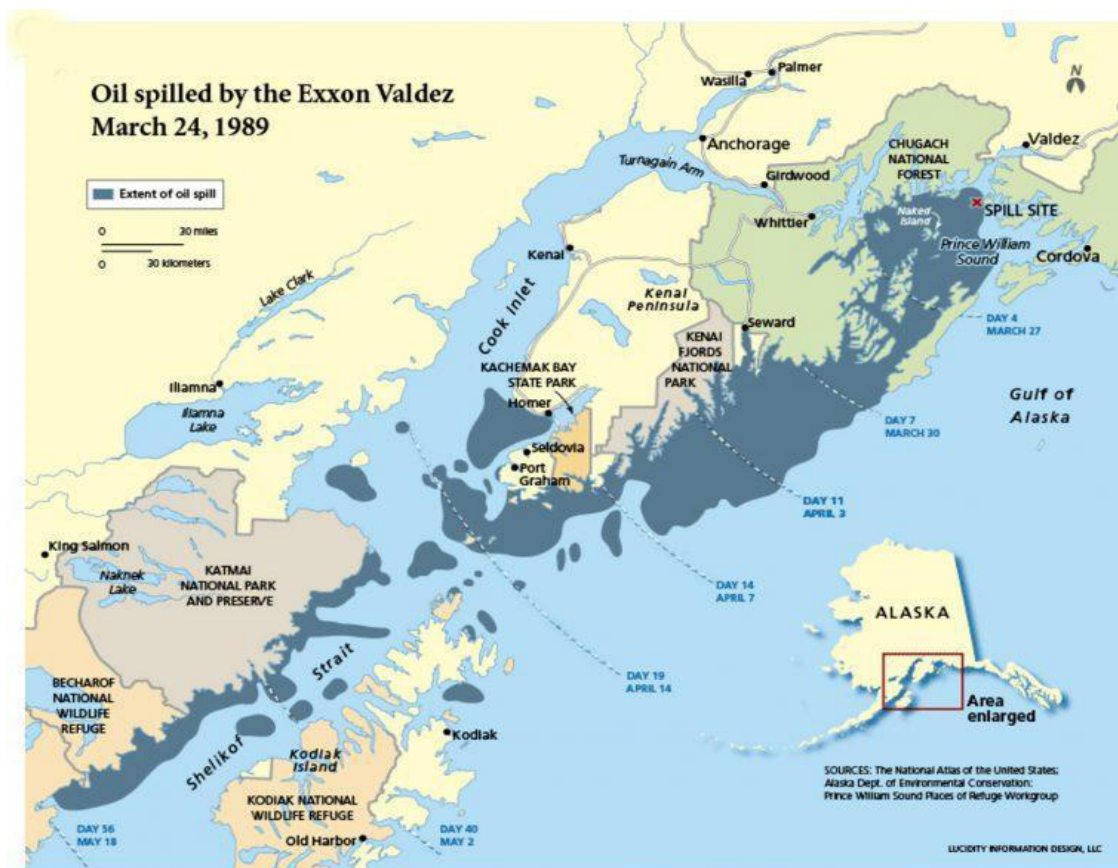 Oil spilled by the Exxon Valdez
March 24, 1989
Extent of oil spill
0 30 miles
0 30 kilometers
N
Wasilla
Palmer
Anchorage
Turnagain Arm
Girdwood
Whittier
CHUGACH
NATIONAL
FOREST
Valdez
Naked
Island
SPILL SITE
Prince William
Sound
Cordova
Kenai
Cook Inlet
Kenai
Peninsula
Lake Clark
Seward
KENAI
FJORDS
NATIONAL
PARK
DAY 4
MARCH 27
Gulf of
Alaska
KACHEMAK BAY
STATE PARK
Homer
Iliamna
Iliamna
Lake
Seldovia
Port
Graham
DAY 7
MARCH 30
DAY 11
APRIL 3
King Salmon
Naknek
Lake
KATMAI
NATIONAL PARK
AND PRESERVE
DAY 14
APRIL 7
DAY 19
APRIL 14
BECHAROF
NATIONAL
WILDLIFE
REFUGE
Shelikof Strait
Kodiak
Kodiak
Island
KODIAK NATIONAL
WILDLIFE REFUGE
Old Harbor
DAY 56
MAY 18
DAY 40
MAY 2
ALASKA
Area
enlarged
SOURCES: The National Atlas of the United States;
Alaska Dept. of Environmental Conservation;
Prince William Sound Places of Refuge Workgroup
LUCIDITY INFORMATION DESIGN, LLC